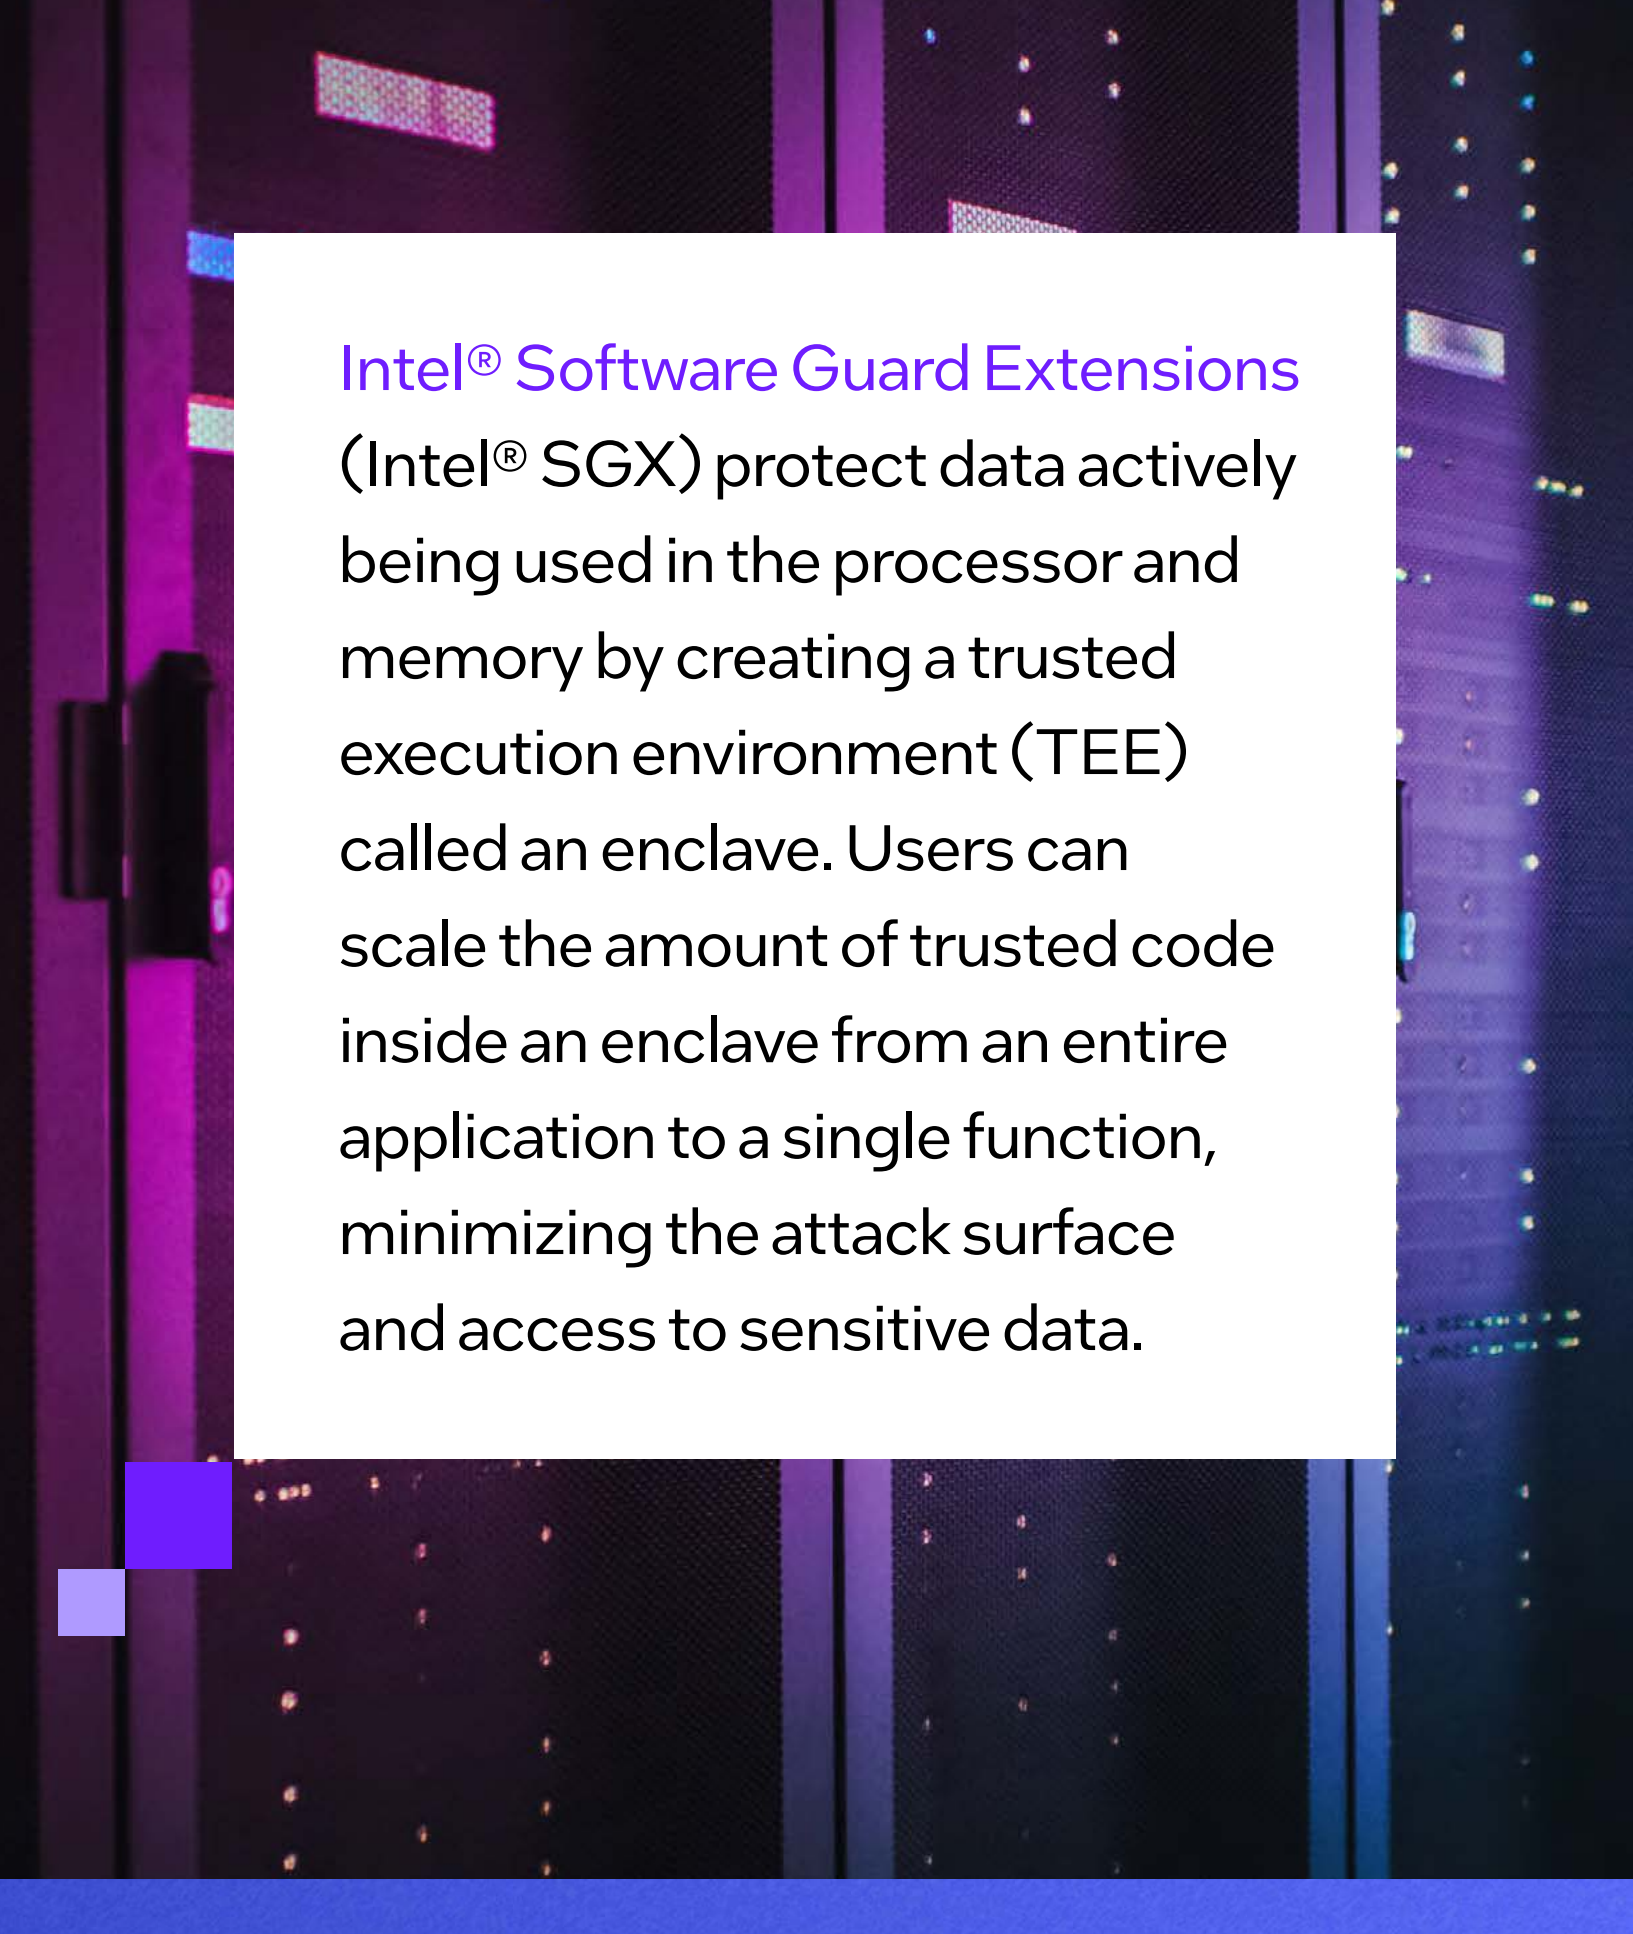 Intel® Software Guard Extensions
(Intel® SGX) protect data actively
being used in the processor and
memory by creating a trusted
execution environment (TEE)
called an enclave. Users can
scale the amount of trusted code
inside an enclave from an entire
application to a single function,
minimizing the attack surface
and access to sensitive data.